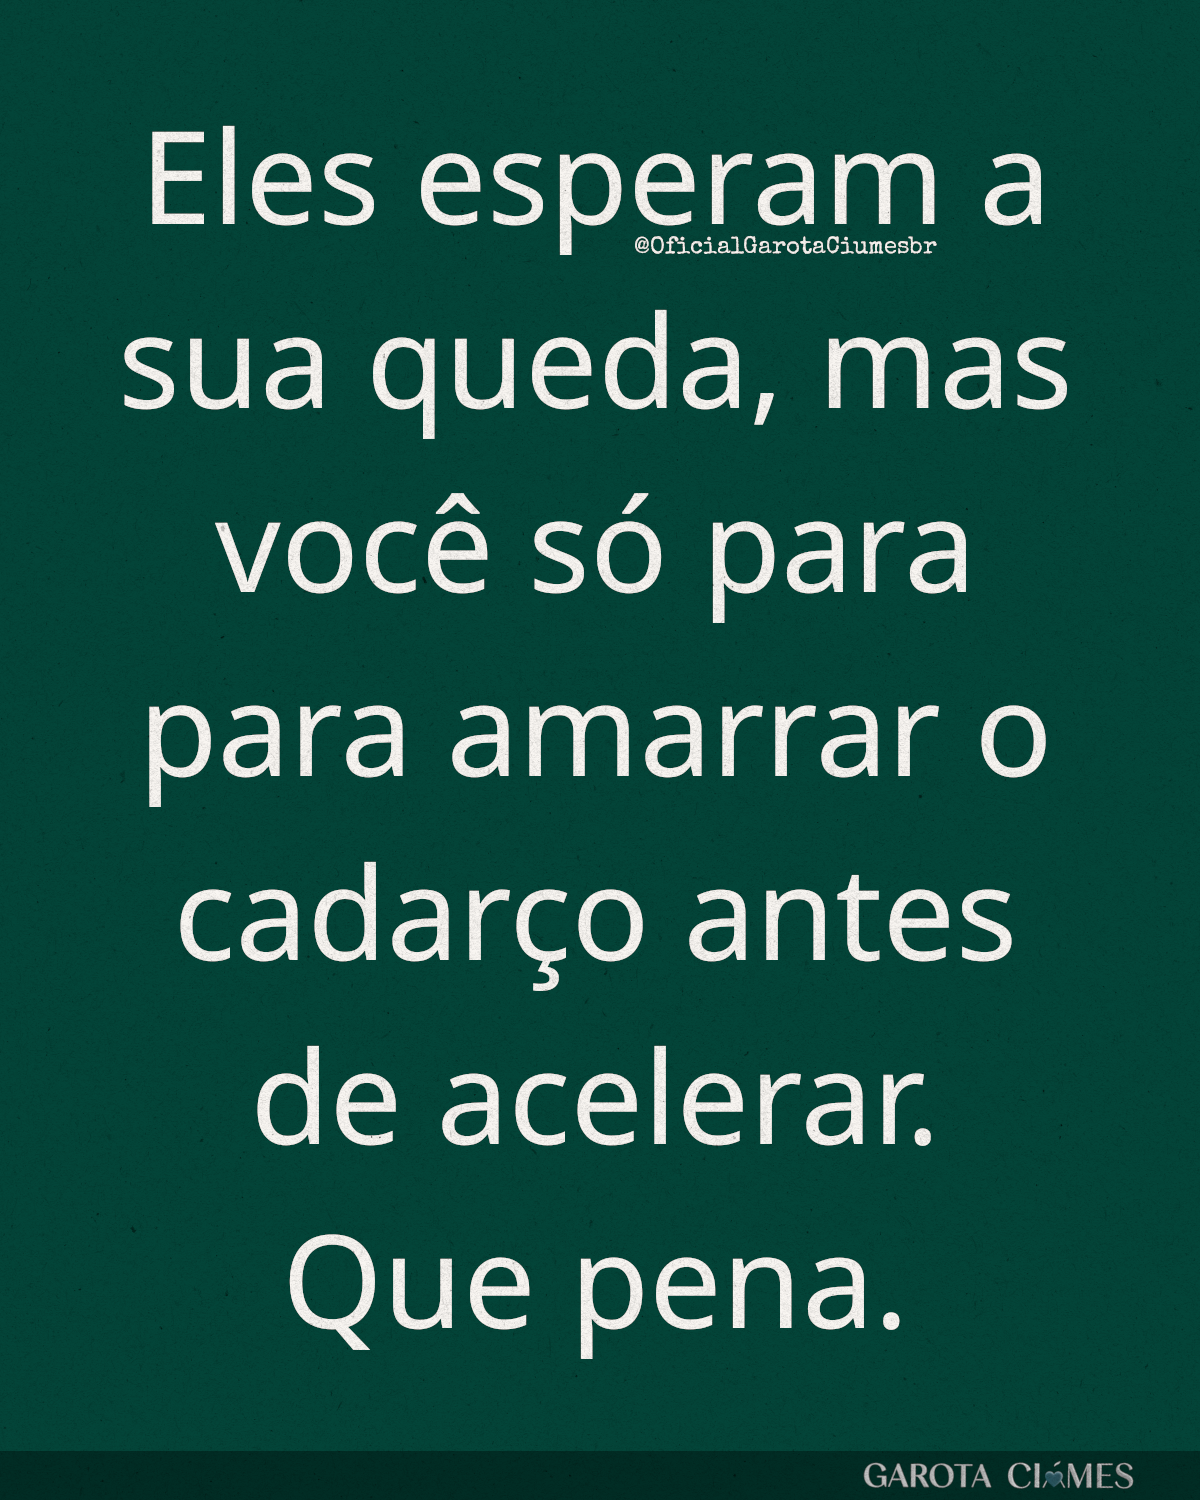 Eles esperam a
@OficialGarotaCiumesbr
sua queda, mas
você só para
para amarrar o
cadarço antes
de acelerar.
Que pena.
GAROTA CIÚMES